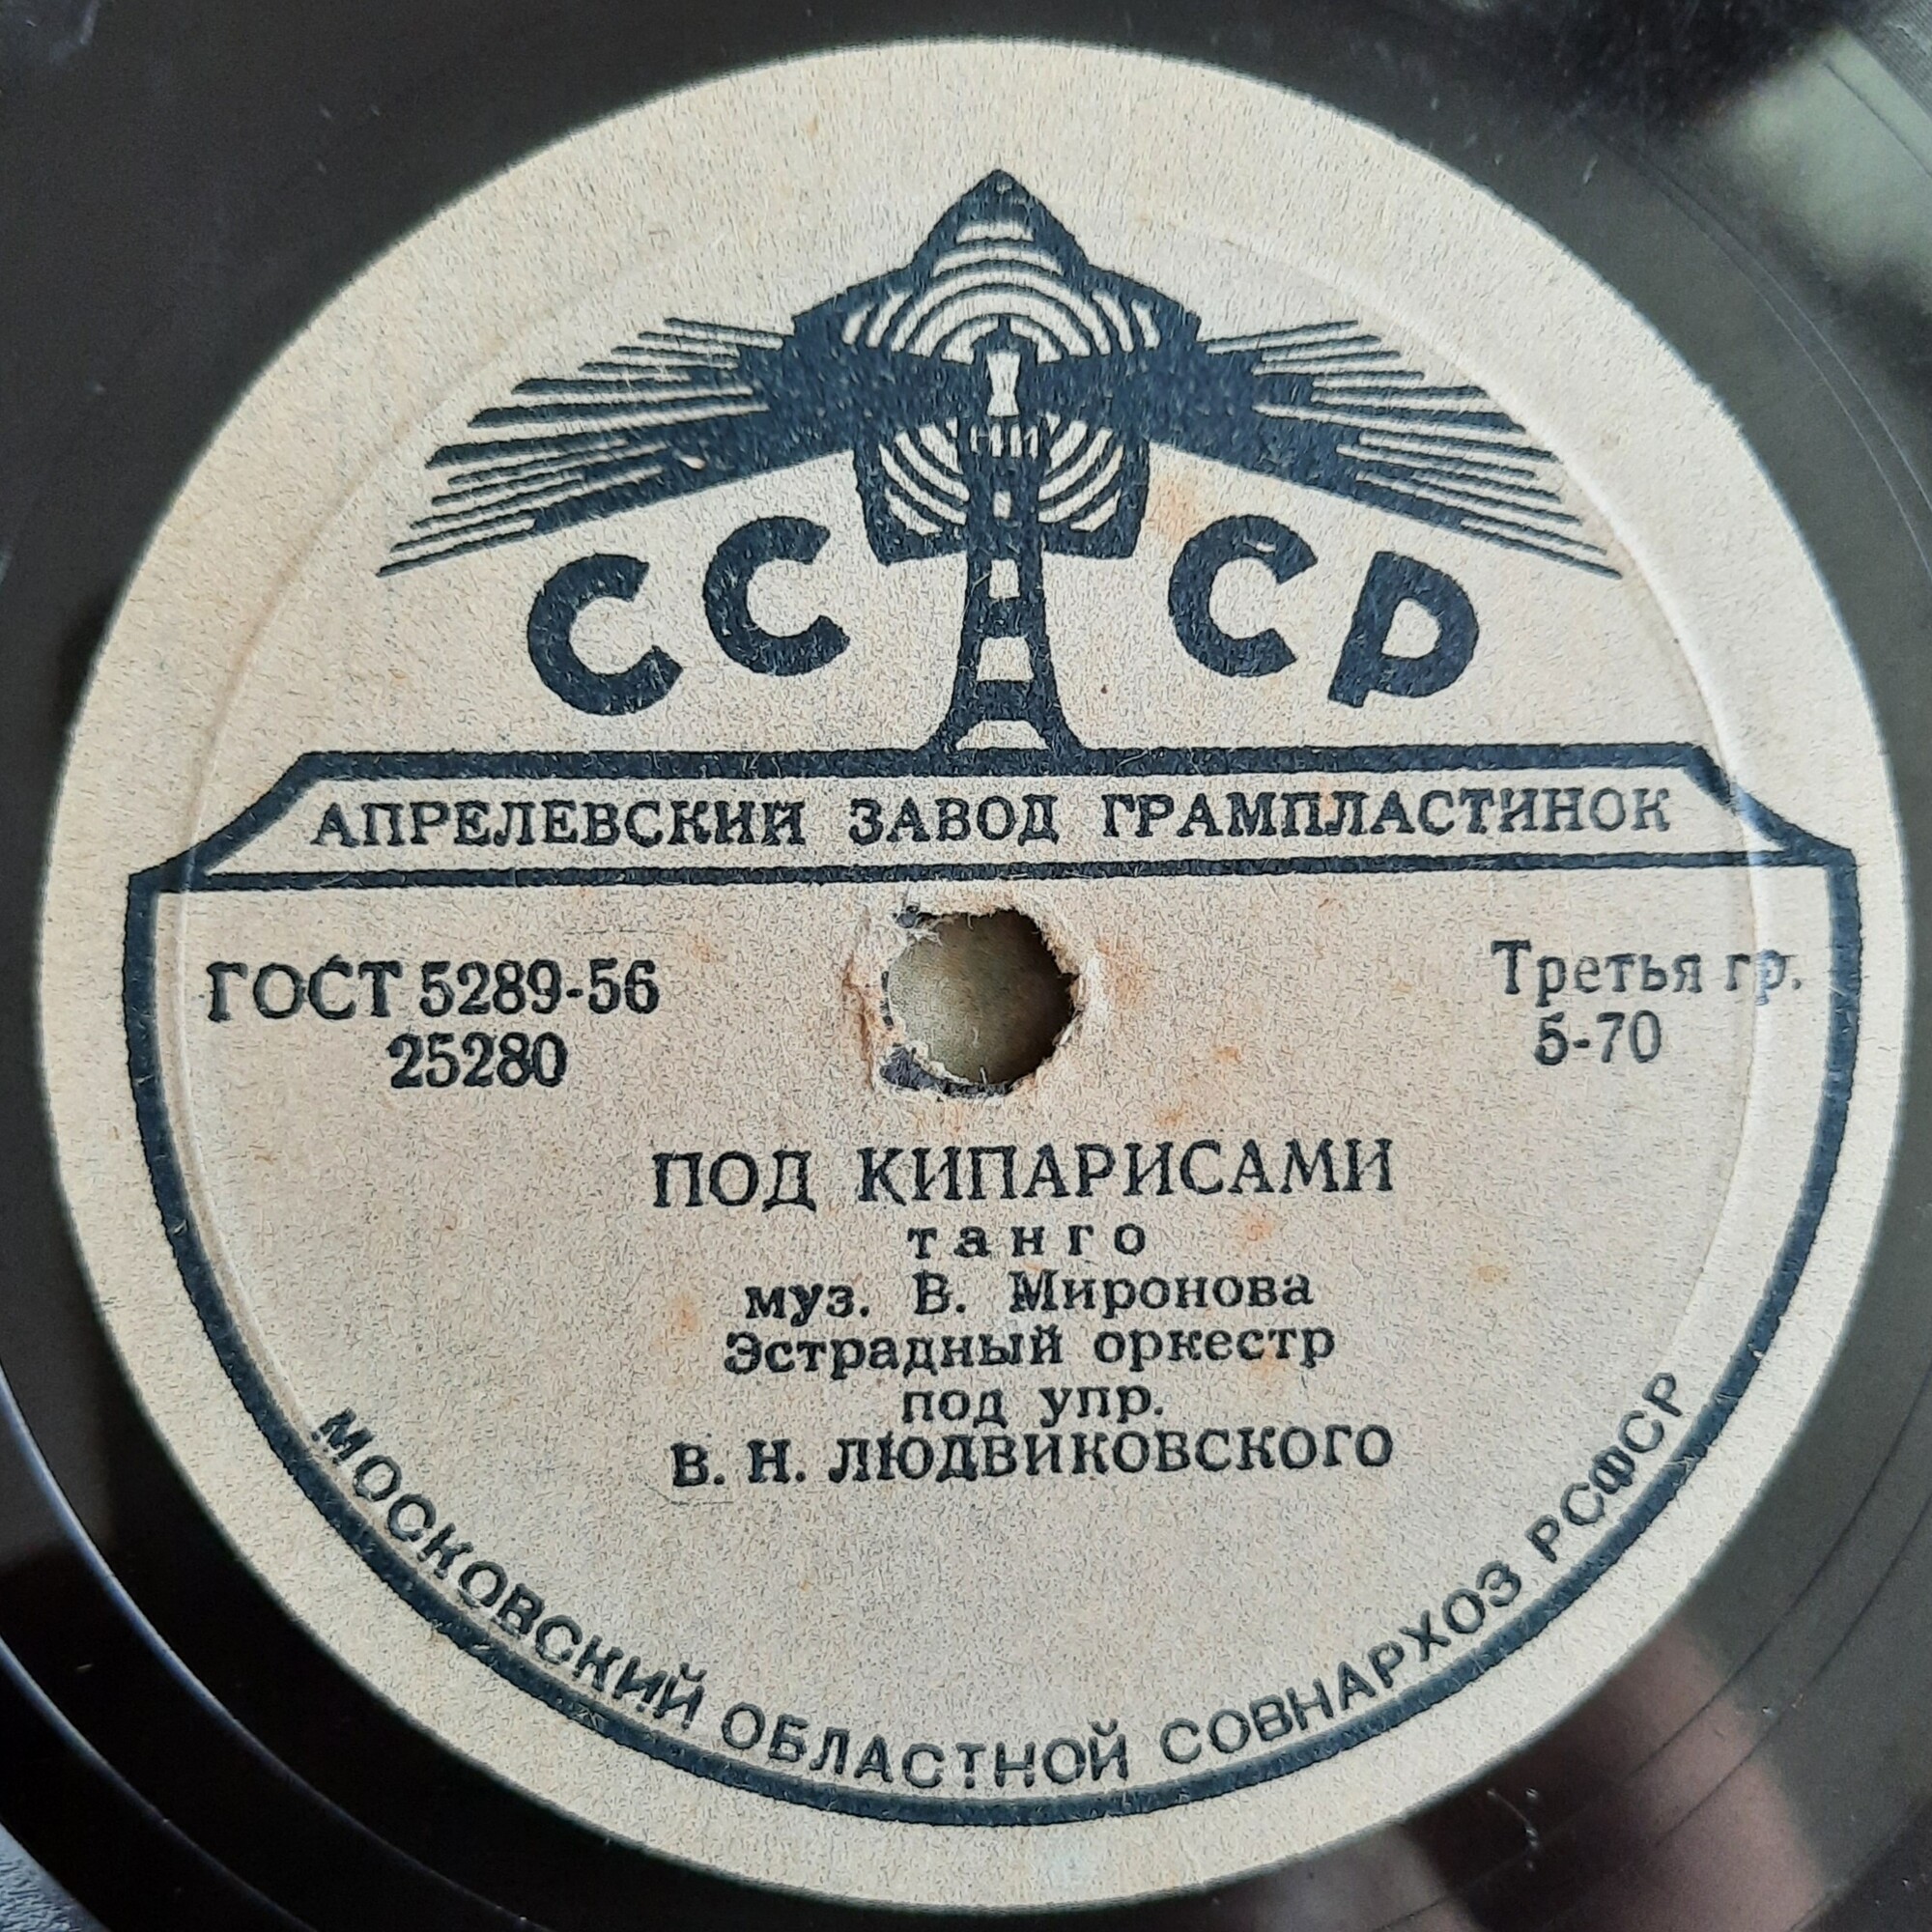 СССР
АПРЕЛЕВСКИЙ ЗАВОД ГРАМПЛАСТИНОК
ГОСТ 5289-56
25280
Третья гр.
5-70
ПОД КИПАРИСАМИ
танго
муз. В. Миронова
Эстрадный оркестр
под упр.
В. Н. ЛЮДВИКОВСКОГО
МОСКОВСКИЙ ОБЛАСТНОЙ СОВНАРХОЗ РСФСР